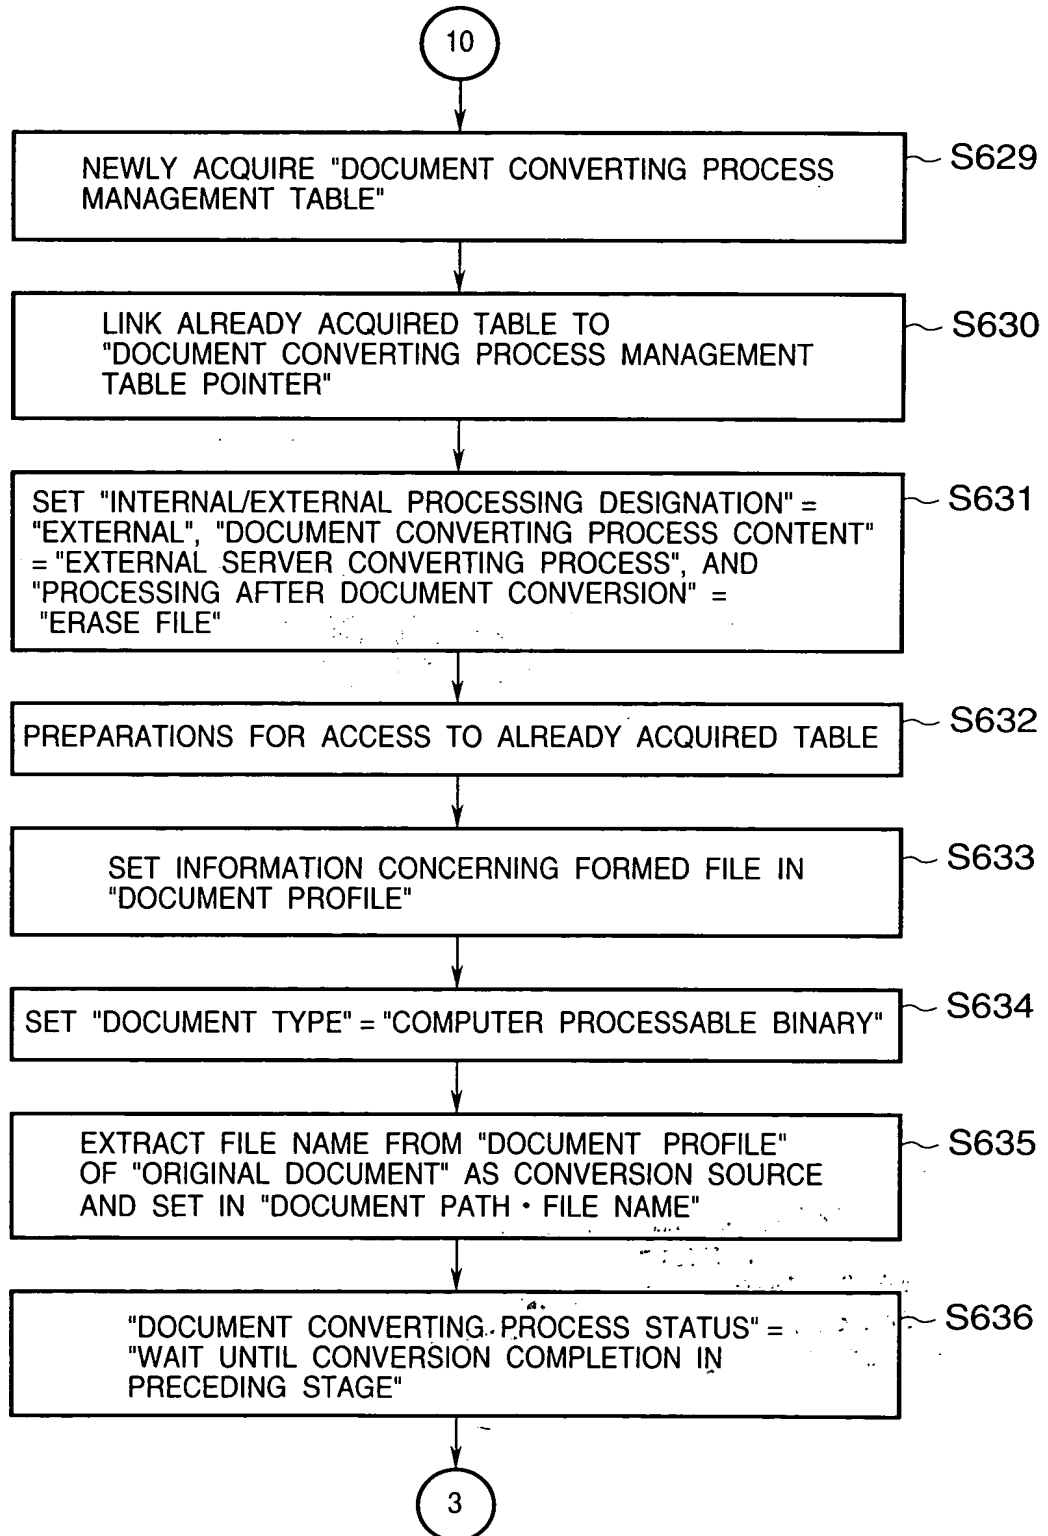 10
NEWLY ACQUIRE "DOCUMENT CONVERTING PROCESS
MANAGEMENT TABLE"
S629
LINK ALREADY ACQUIRED TABLE TO
"DOCUMENT CONVERTING PROCESS MANAGEMENT
TABLE POINTER"
S630
SET "INTERNAL/EXTERNAL PROCESSING DESIGNATION" =
"EXTERNAL", "DOCUMENT CONVERTING PROCESS CONTENT"
= "EXTERNAL SERVER CONVERTING PROCESS", AND
"PROCESSING AFTER DOCUMENT CONVERSION" =
"ERASE FILE"
S631
PREPARATIONS FOR ACCESS TO ALREADY ACQUIRED TABLE
S632
SET INFORMATION CONCERNING FORMED FILE IN
"DOCUMENT PROFILE"
S633
SET "DOCUMENT TYPE" = "COMPUTER PROCESSABLE BINARY"
S634
EXTRACT FILE NAME FROM "DOCUMENT PROFILE"
OF "ORIGINAL DOCUMENT" AS CONVERSION SOURCE
AND SET IN "DOCUMENT PATH・FILE NAME"
S635
"DOCUMENT CONVERTING PROCESS STATUS" =
"WAIT UNTIL CONVERSION COMPLETION IN
PRECEDING STAGE"
S636
3